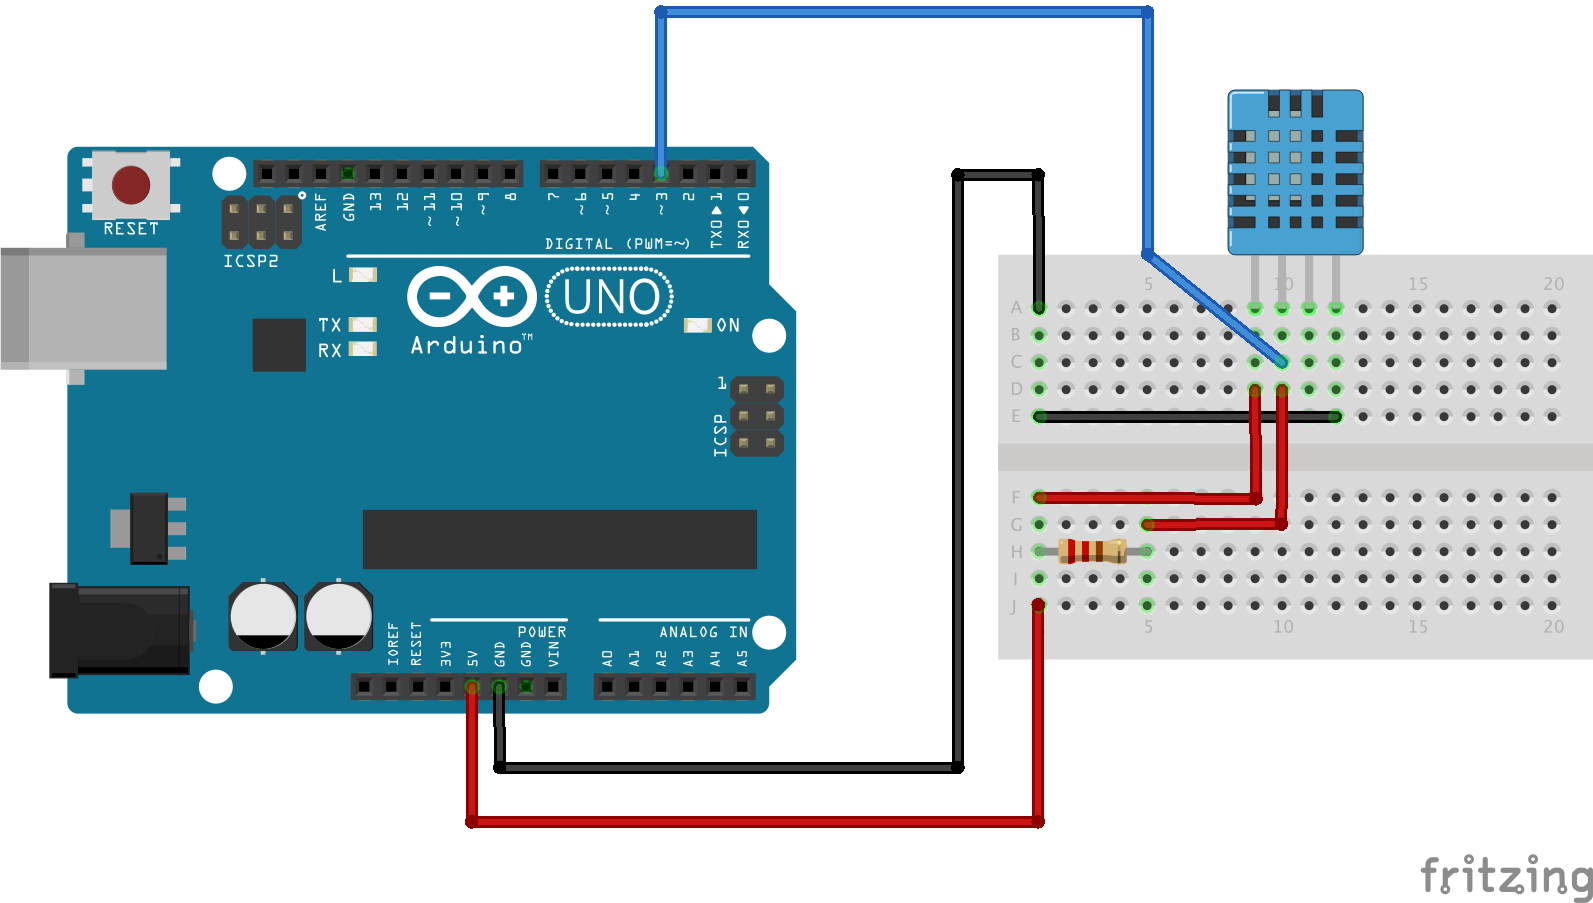 RESET
ICSP2
AREF
GND
13
12
~11
~10
~9
8
7
~6
~5
4
~3
2
TX0▶1
RX0◀0
DIGITAL (PWM=~)
L
TX
RX
UNO
Arduino™
ON
1
ICSP
IOREF
RESET
3V3
5V
GND
GND
VIN
POWER
ANALOG IN
A0
A1
A2
A3
A4
A5
5 10 15 20
A
B
C
D
E
F
G
H
I
J
5 10 15 20
fritzing